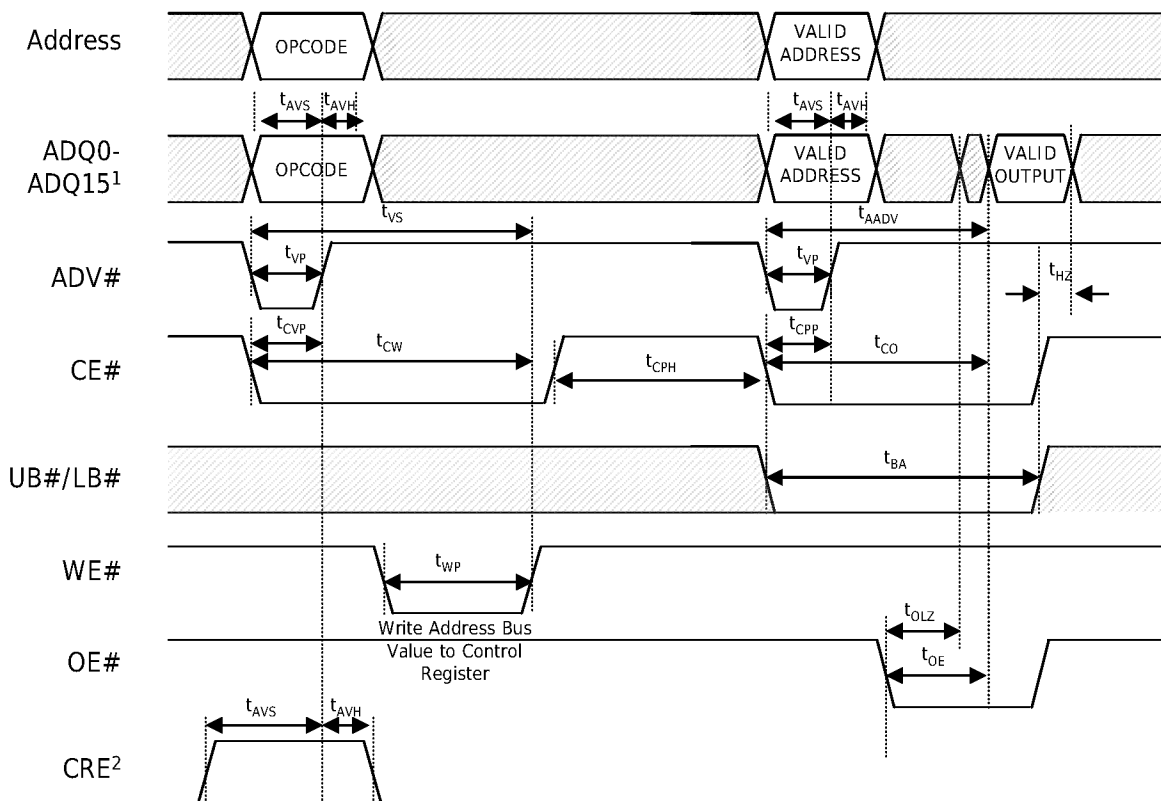 Address
OPCODE
VALID
ADDRESS
tAVS
tAVH
tAVS
tAVH
ADQ0-
ADQ15¹
OPCODE
VALID
ADDRESS
VALID
OUTPUT
tVS
tAADV
ADV#
tVP
tVP
tHZ
CE#
tCVP
tCW
tCPH
tCPP
tCO
UB#/LB#
tBA
WE#
tWP
Write Address Bus
Value to Control
Register
OE#
tOLZ
tOE
tAVS
tAVH
CRE²